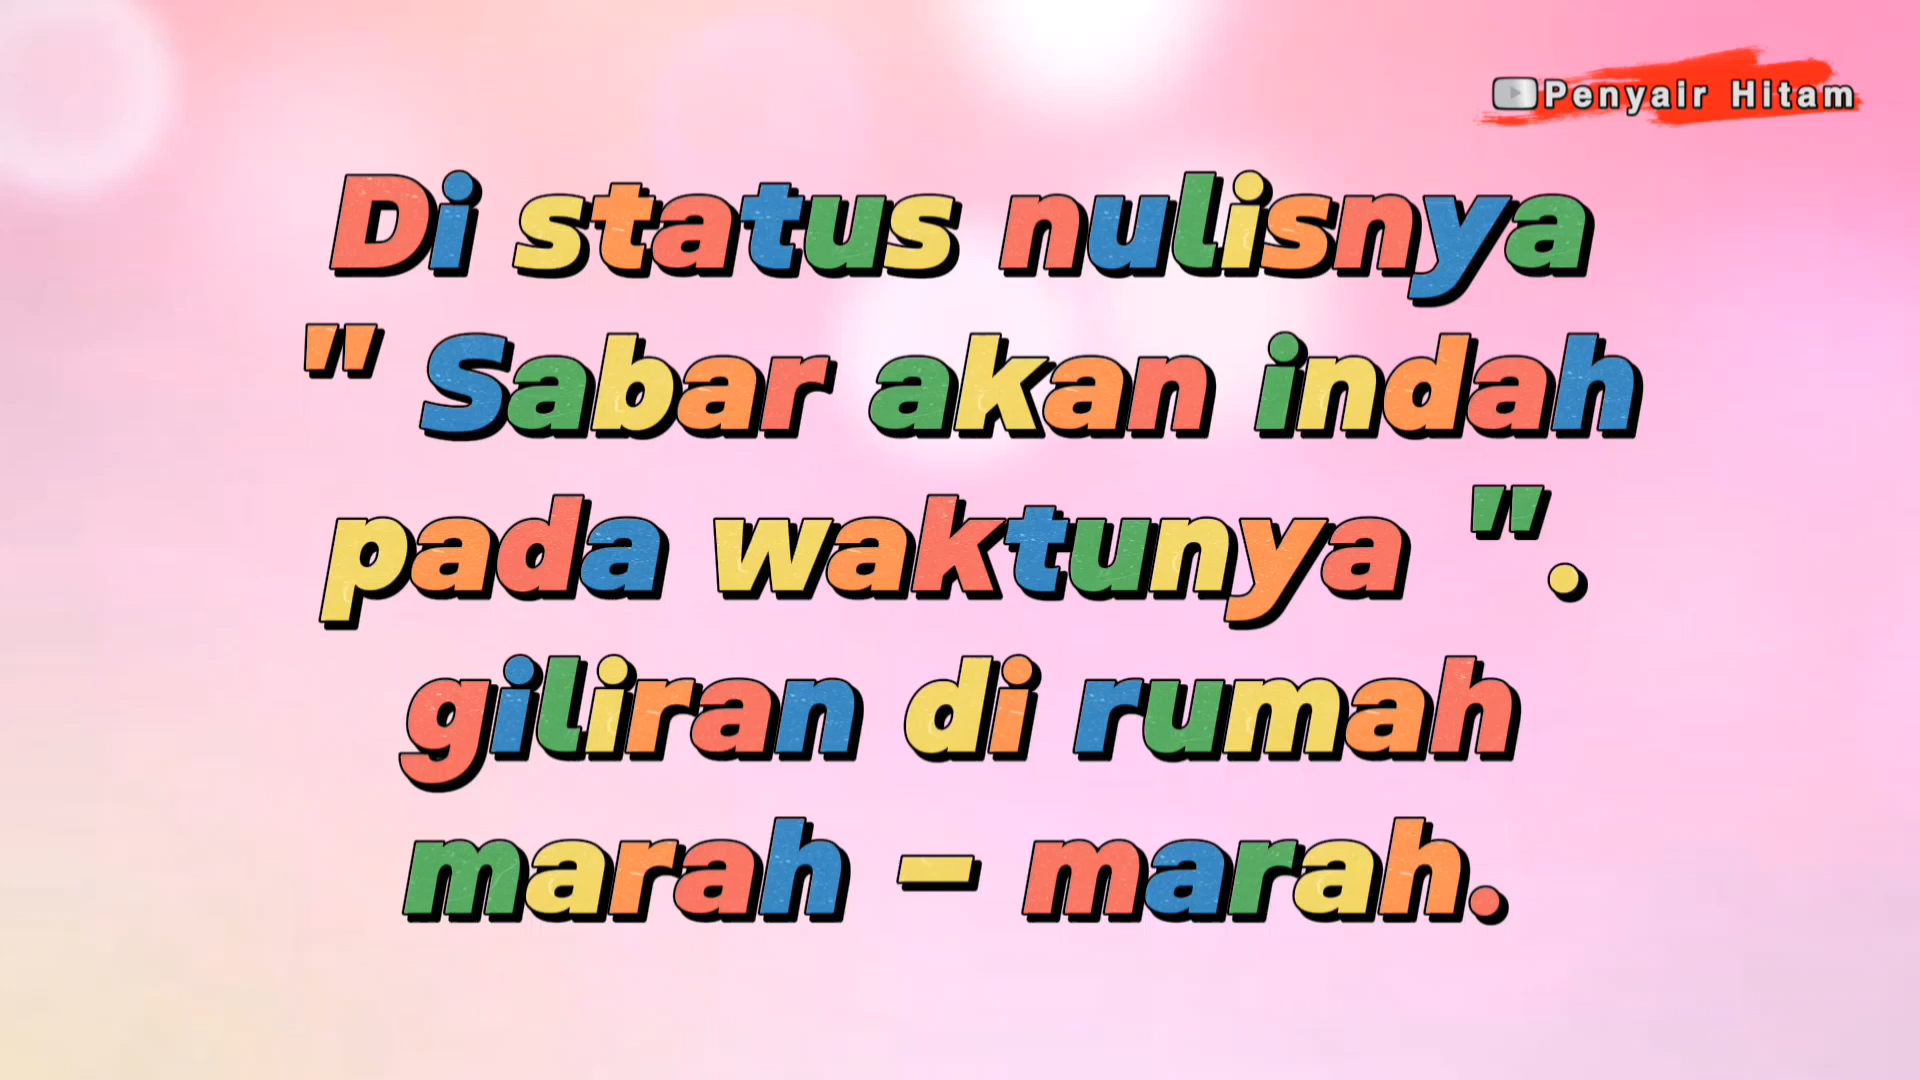 Penyair Hitam
Di status nulisnya
" Sabar akan indah
pada waktunya ".
giliran di rumah
marah - marah.